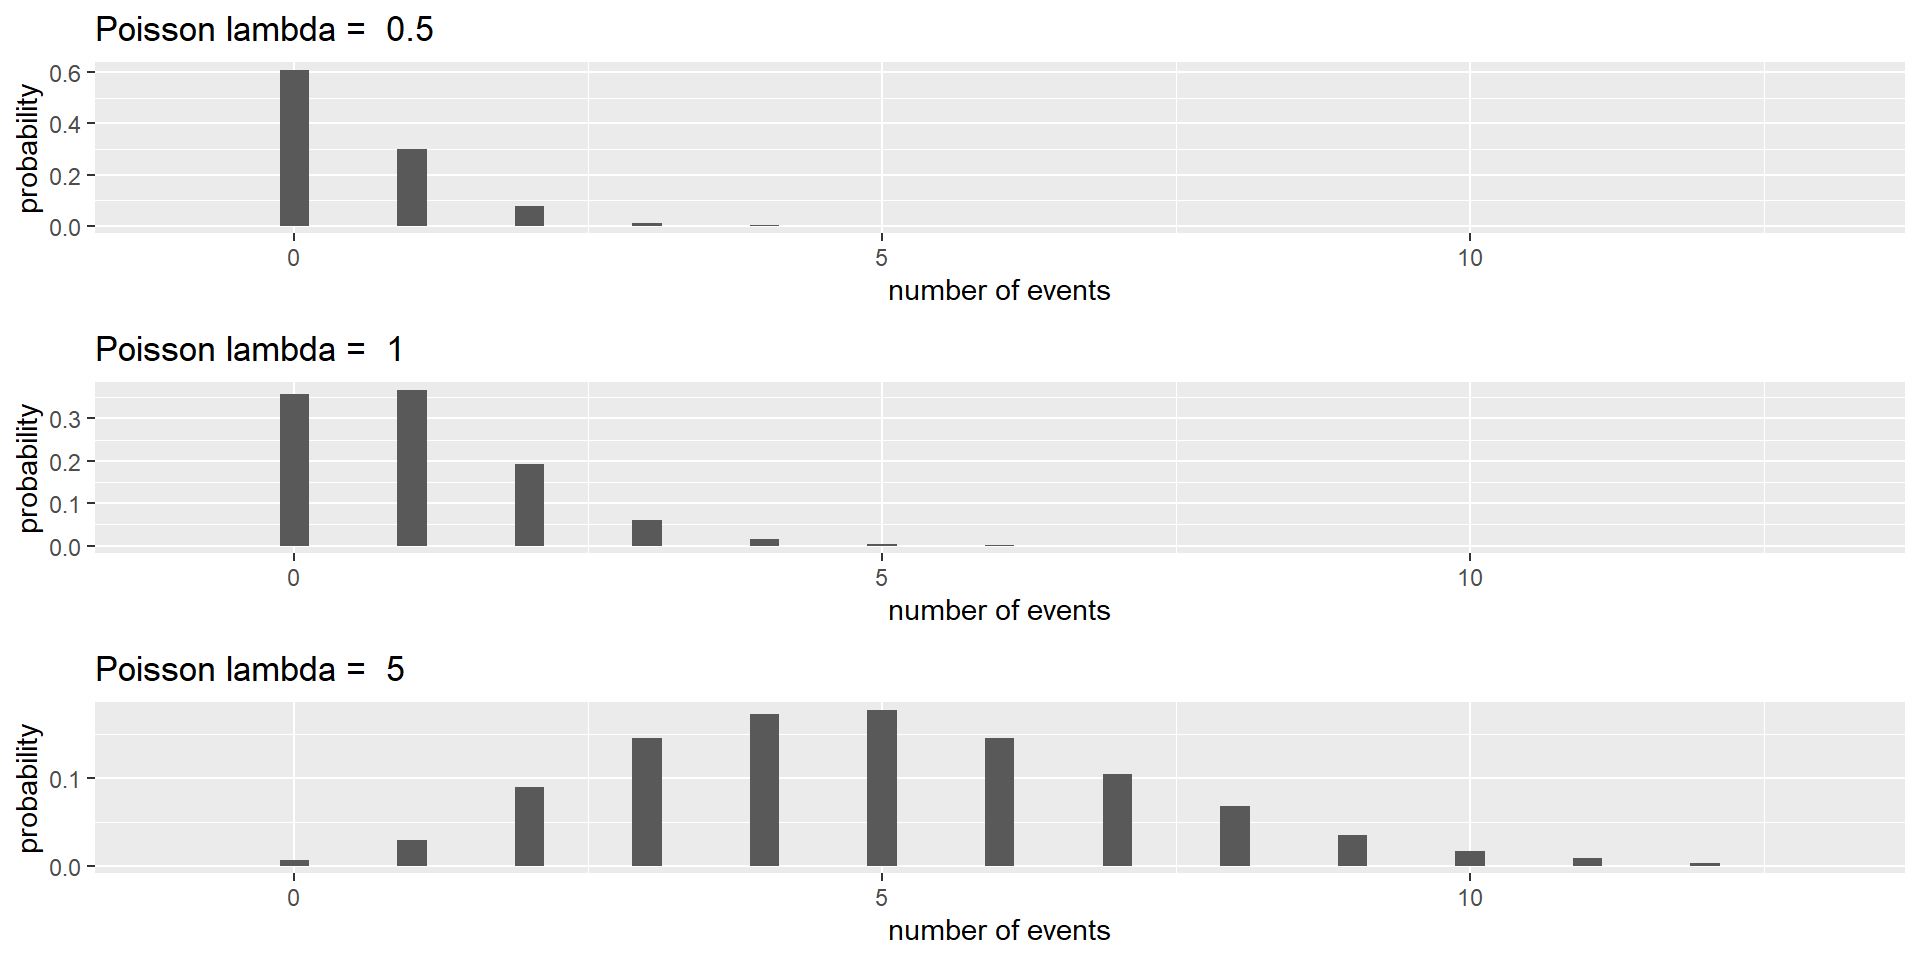 Poisson lambda =  0.5
probability
0.6
0.4
0.2
0.0
0 5 10
number of events
Poisson lambda =  1
probability
0.3
0.2
0.1
0.0
0 5 10
number of events
Poisson lambda =  5
probability
0.1
0.0
0 5 10
number of events